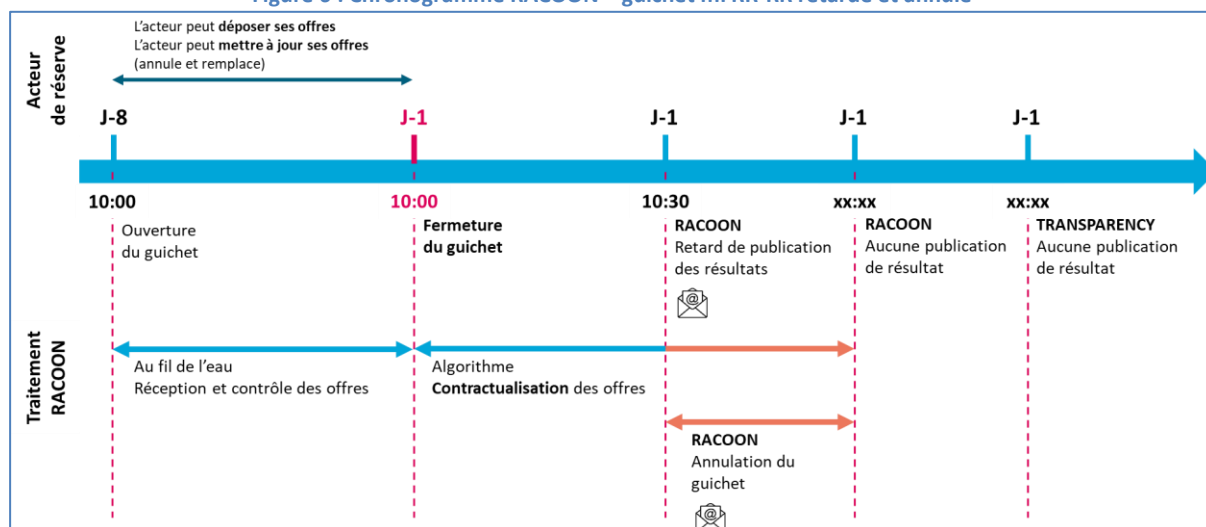 L'acteur peut déposer ses offres
L'acteur peut mettre à jour ses offres
(annule et remplace)
Acteur
de réserve
J-8
J-1
J-1
J-1
J-1
10:00
10:00
10:30
xx:xx
xx:xx
Ouverture
du guichet
Fermeture
du guichet
RACOON
Retard de publication
des résultats
RACOON
Aucune publication
de résultat
TRANSPARENCY
Aucune publication
de résultat
Traitement
RACOON
Au fil de l'eau
Réception et contrôle des offres
Algorithme
Contractualisation des offres
RACOON
Annulation du
guichet